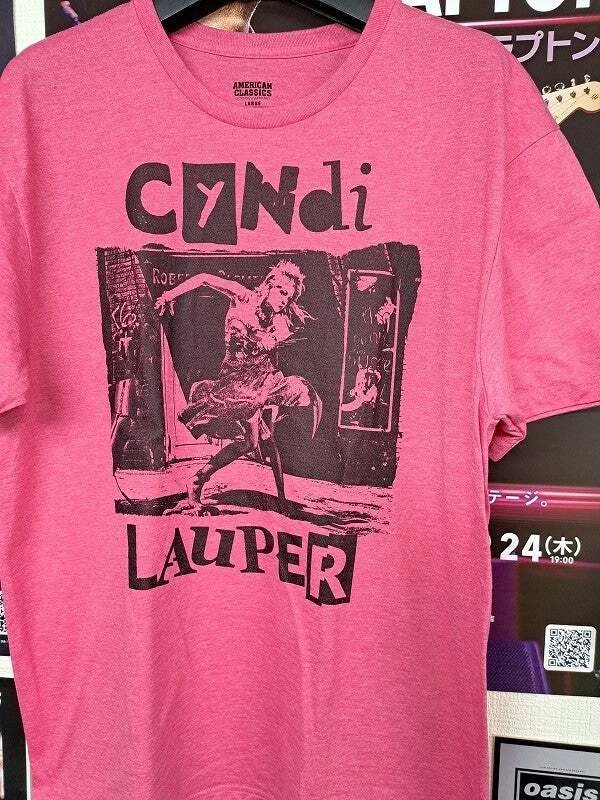 ラプトン
AMERICAN
CLASSICS
LARGE
CYNdi
LAUPER
テージ。
24(木)
19:00
oasis